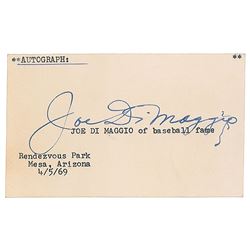 **AUTOGRAPH: **
Joe DiMaggio
JOE DI MAGGIO of baseball fame
Rendezvous Park
Mesa, Arizona
4/5/69